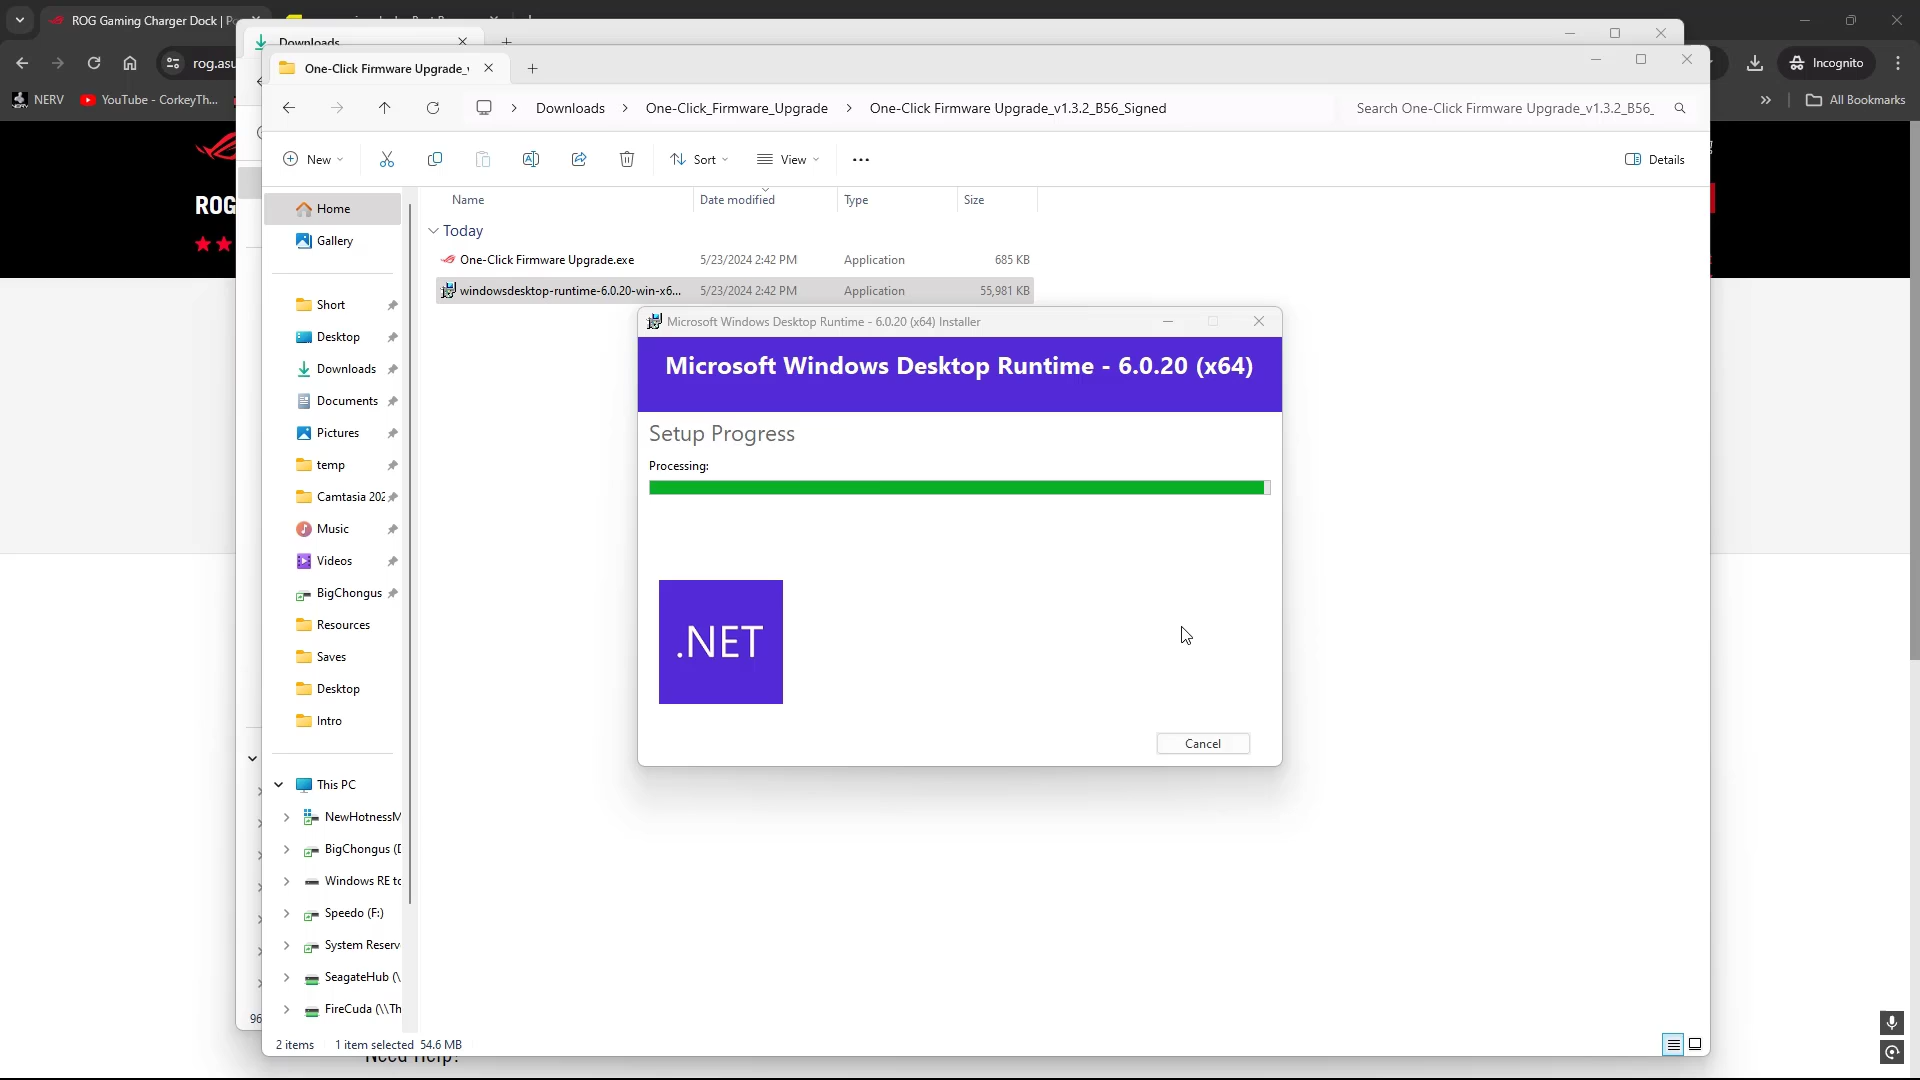 ROG Gaming Charger Dock | P
Downloads
rog.asu
Incognito
NERV
YouTube - CorkeyTh...
All Bookmarks
One-Click Firmware Upgrade_v
Downloads > One-Click_Firmware_Upgrade > One-Click Firmware Upgrade_v1.3.2_B56_Signed
Search One-Click Firmware Upgrade_v1.3.2_B56_
New
Sort
View
Details
ROG
Name
Date modified
Type
Size
Home
Gallery
Short
Desktop
Downloads
Documents
Pictures
temp
Camtasia 202
Music
Videos
BigChongus
Resources
Saves
Desktop
Intro
This PC
NewHotnessM
BigChongus (D
Windows RE to
Speedo (F:)
System Reserv
SeagateHub (\
FireCuda (\\Th
Today
One-Click Firmware Upgrade.exe 5/23/2024 2:42 PM Application 685 KB
windowsdesktop-runtime-6.0.20-win-x6... 5/23/2024 2:42 PM Application 55,981 KB
Microsoft Windows Desktop Runtime - 6.0.20 (x64) Installer
Microsoft Windows Desktop Runtime - 6.0.20 (x64)
Setup Progress
Processing:
.NET
Cancel
96
2 items
1 item selected 54.6 MB
Need Help?